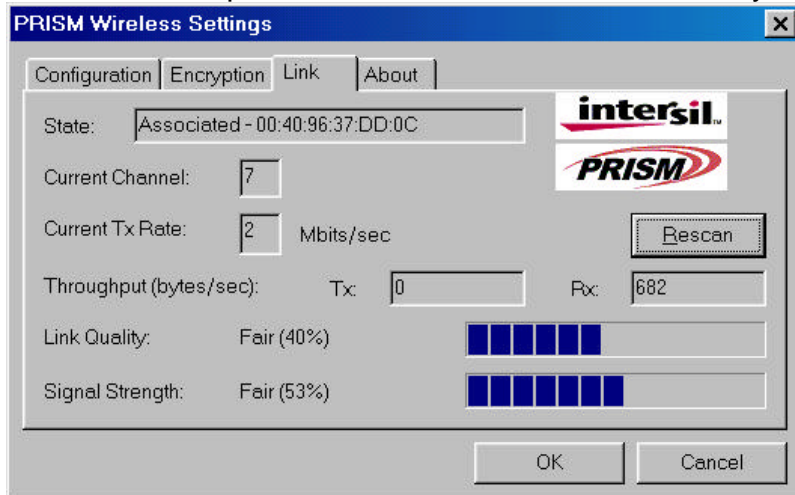 PRISM Wireless Settings
Configuration Encryption Link About
State: Associated - 00:40:96:37:DD:0C
intersil™
PRISM
Current Channel: 7
Current Tx Rate: 2 Mbits/sec
Rescan
Throughput (bytes/sec): Tx: 0 Rx: 682
Link Quality: Fair (40%)
Signal Strength: Fair (53%)
OK Cancel